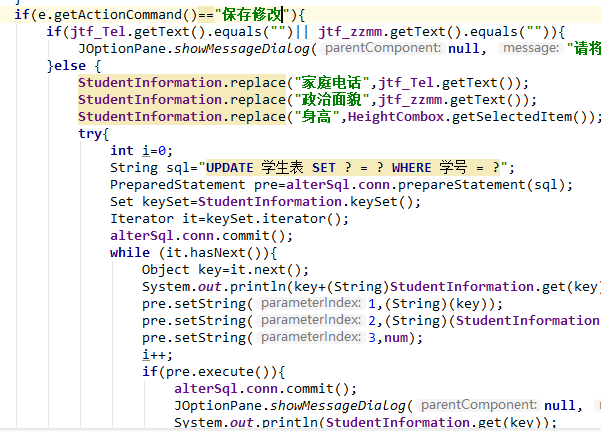 if(e.getActionCommand()=="保存修改"){
if(jtf_Tel.getText().equals("")|| jtf_zzmm.getText().equals("")){
JOptionPane.showMessageDialog( parentComponent: null, message: "请将
}else {
StudentInformation.replace("家庭电话",jtf_Tel.getText());
StudentInformation.replace("政治面貌",jtf_zzmm.getText());
StudentInformation.replace("身高",HeightCombox.getSelectedItem());
try{
int i=0;
String sql="UPDATE 学生表 SET ? = ? WHERE 学号 = ?";
PreparedStatement pre=alterSql.conn.prepareStatement(sql);
Set keySet=StudentInformation.keySet();
Iterator it=keySet.iterator();
alterSql.conn.commit();
while (it.hasNext()){
Object key=it.next();
System.out.println(key+(String)StudentInformation.get(key
pre.setString( parameterIndex: 1,(String)(key));
pre.setString( parameterIndex: 2,(String)(StudentInformation
pre.setString( parameterIndex: 3,num);
i++;
if(pre.execute()){
alterSql.conn.commit();
JOptionPane.showMessageDialog( parentComponent: null,
System.out.println(StudentInformation.get(key));